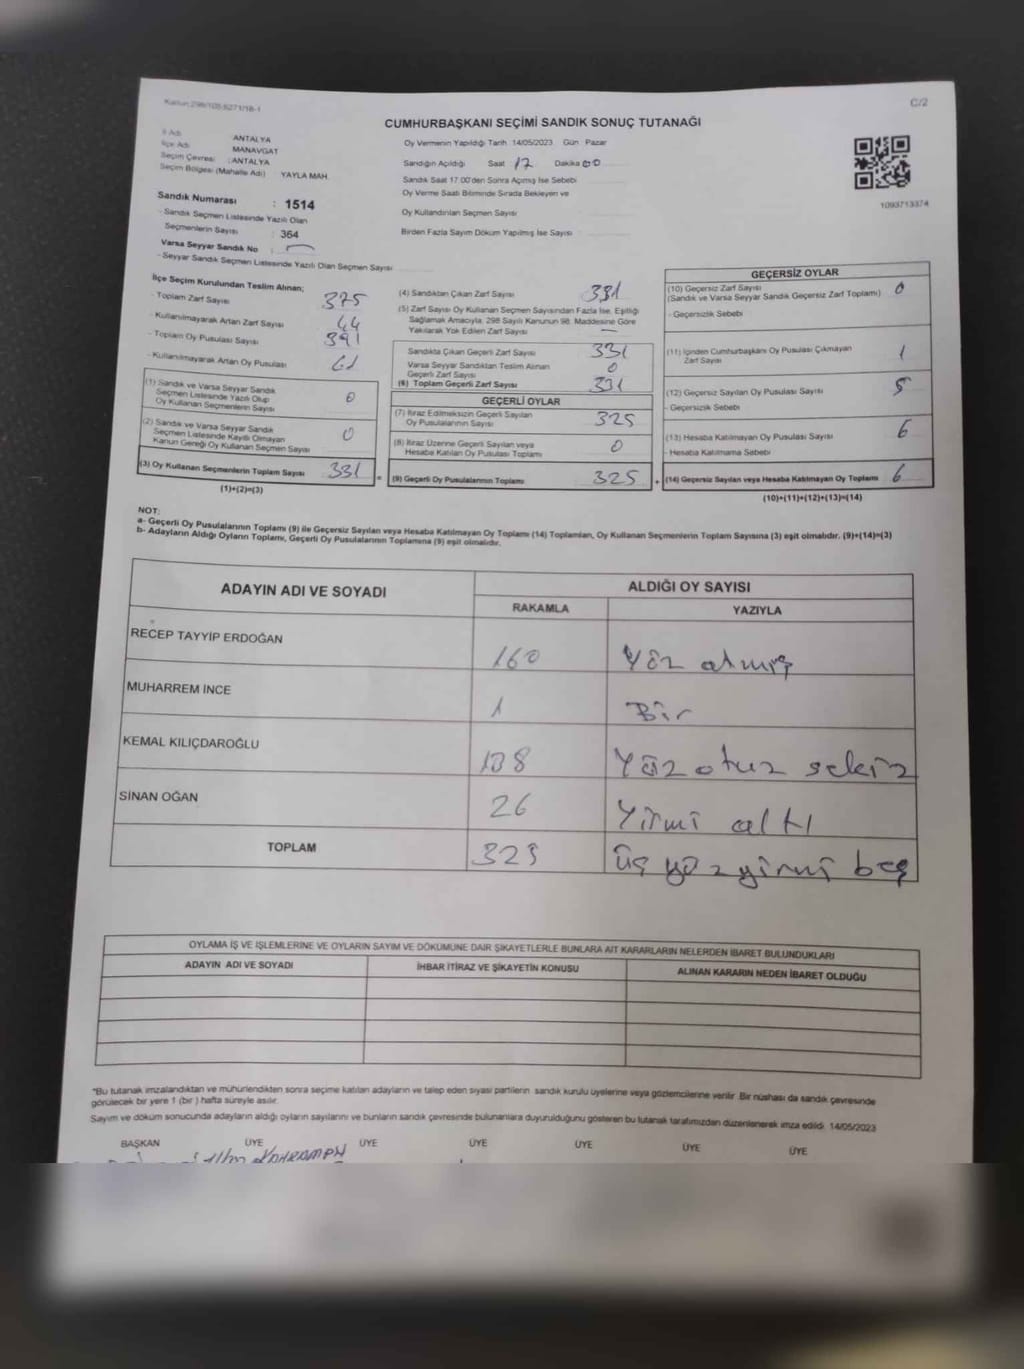 Kanun:298/105,6271/18-1
C/2
CUMHURBAŞKANI SEÇİMİ SANDIK SONUÇ TUTANAĞI
İl Adı : ANTALYA
İlçe Adı : MANAVGAT
Seçim Çevresi : ANTALYA
Seçim Bölgesi (Mahalle Adı) YAYLA MAH.
Sandık Numarası : 1514
- Sandık Seçmen Listesinde Yazılı Olan
Seçmenlerin Sayısı : 364
Varsa Seyyar Sandık No :
- Seyyar Sandık Seçmen Listesinde Yazılı Olan Seçmen Sayısı
Oy Vermenin Yapıldığı Tarih 14/05/2023 Gün Pazar
Sandığın Açıldığı Saat 17 Dakika 00
Sandık Saat 17.00'den Sonra Açılmış İse Sebebi
Oy Verme Saati Bitiminde Sırada Bekleyen ve
Oy Kullandırılan Seçmen Sayısı
Birden Fazla Sayım Döküm Yapılmış İse Sayısı
1093713374
İlçe Seçim Kurulundan Teslim Alınan;
- Toplam Zarf Sayısı 375
- Kullanılmayarak Artan Zarf Sayısı 44
- Toplam Oy Pusulası Sayısı 391
- Kullanılmayarak Artan Oy Pusulası 61
(1) Sandık ve Varsa Seyyar Sandık
Seçmen Listesinde Yazılı Olup
Oy Kullanan Seçmenlerin Sayısı 0
(2) Sandık ve Varsa Seyyar Sandık
Seçmen Listesinde Kayıtlı Olmayan
Kanun Gereği Oy Kullanan Seçmen Sayısı 0
(3) Oy Kullanan Seçmenlerin Toplam Sayısı 331
(1)+(2)=(3)
(4) Sandıktan Çıkan Zarf Sayısı 331
(5) Zarf Sayısı Oy Kullanan Seçmen Sayısından Fazla İse, Eşitliği
Sağlamak Amacıyla, 298 Sayılı Kanunun 98. Maddesine Göre
Yakılarak Yok Edilen Zarf Sayısı —
Sandıkta Çıkan Geçerli Zarf Sayısı 331
Varsa Seyyar Sandıktan Teslim Alınan
Geçerli Zarf Sayısı 0
(6) Toplam Geçerli Zarf Sayısı 331
GEÇERLİ OYLAR
(7) İtiraz Edilmeksizin Geçerli Sayılan
Oy Pusulalarının Sayısı 325
(8) İtiraz Üzerine Geçerli Sayılan veya
Hesaba Katılan Oy Pusulası Toplamı 0
= (9) Geçerli Oy Pusulalarının Toplamı 325
GEÇERSİZ OYLAR
(10) Geçersiz Zarf Sayısı
(Sandık ve Varsa Seyyar Sandık Geçersiz Zarf Toplamı) 0
- Geçersizlik Sebebi
(11) İçinden Cumhurbaşkanı Oy Pusulası Çıkmayan
Zarf Sayısı 1
(12) Geçersiz Sayılan Oy Pusulası Sayısı 5
- Geçersizlik Sebebi
(13) Hesaba Katılmayan Oy Pusulası Sayısı 6
- Hesaba Katılmama Sebebi
+ (14) Geçersiz Sayılan veya Hesaba Katılmayan Oy Toplamı 6
(10)+(11)+(12)+(13)=(14)
NOT:
a- Geçerli Oy Pusulalarının Toplamı (9) ile Geçersiz Sayılan veya Hesaba Katılmayan Oy Toplamı (14) Toplamları, Oy Kullanan Seçmenlerin Toplam Sayısına (3) eşit olmalıdır. (9)+(14)=(3)
b- Adayların Aldığı Oyların Toplamı, Geçerli Oy Pusulalarının Toplamına (9) eşit olmalıdır.
ADAYIN ADI VE SOYADI ALDIĞI OY SAYISI
RAKAMLA YAZIYLA
RECEP TAYYİP ERDOĞAN 160 Yüz atmış
MUHARREM İNCE 1 Bir
KEMAL KILIÇDAROĞLU 138 Yüz otuz sekiz
SİNAN OĞAN 26 Yirmi altı
TOPLAM 325 üç yüz yirmi beş
OYLAMA İŞ VE İŞLEMLERİNE VE OYLARIN SAYIM VE DÖKÜMÜNE DAİR ŞİKAYETLERLE BUNLARA AİT KARARLARIN NELERDEN İBARET BULUNDUKLARI
ADAYIN ADI VE SOYADI İHBAR İTİRAZ VE ŞİKAYETİN KONUSU ALINAN KARARIN NEDEN İBARET OLDUĞU
*Bu tutanak imzalandıktan ve mühürlendikten sonra seçime katılan adayların ve talep eden siyasi partilerin sandık kurulu üyelerine veya gözlemcilerine verilir. Bir nüshası da sandık çevresinde
görülecek bir yere 1 (bir) hafta süreyle asılır.
Sayım ve döküm sonucunda adayların aldığı oyların sayılarını ve bunların sandık çevresinde bulunanlara duyurulduğunu gösteren bu tutanak tarafımızdan düzenlenerek imza edildi. 14/05/2023
BAŞKAN ÜYE ÜYE ÜYE ÜYE ÜYE ÜYE
KAHRAMAN